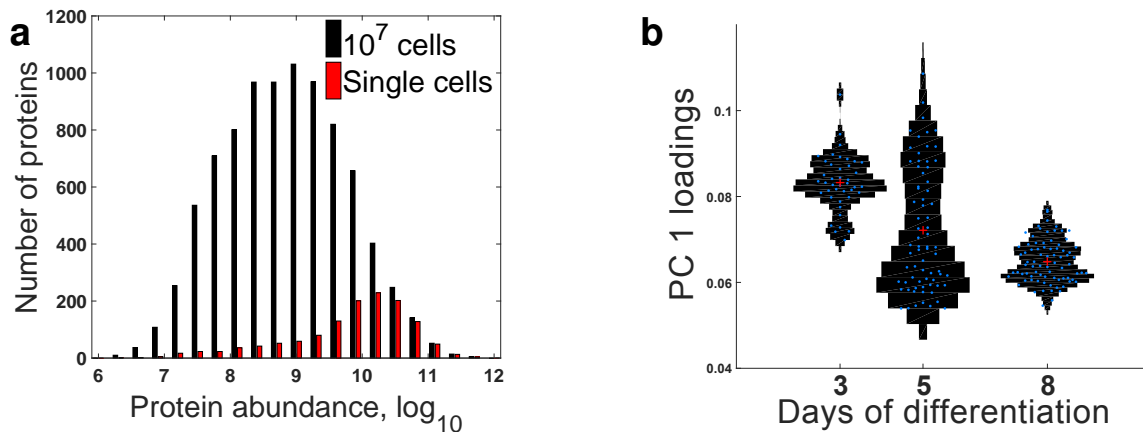 a
1200
1000
800
600
400
200
0
Number of proteins
10^7 cells
Single cells
6 7 8 9 10 11 12
Protein abundance, log_10
b
0.1
0.08
0.06
0.04
PC 1 loadings
3 5 8
Days of differentiation